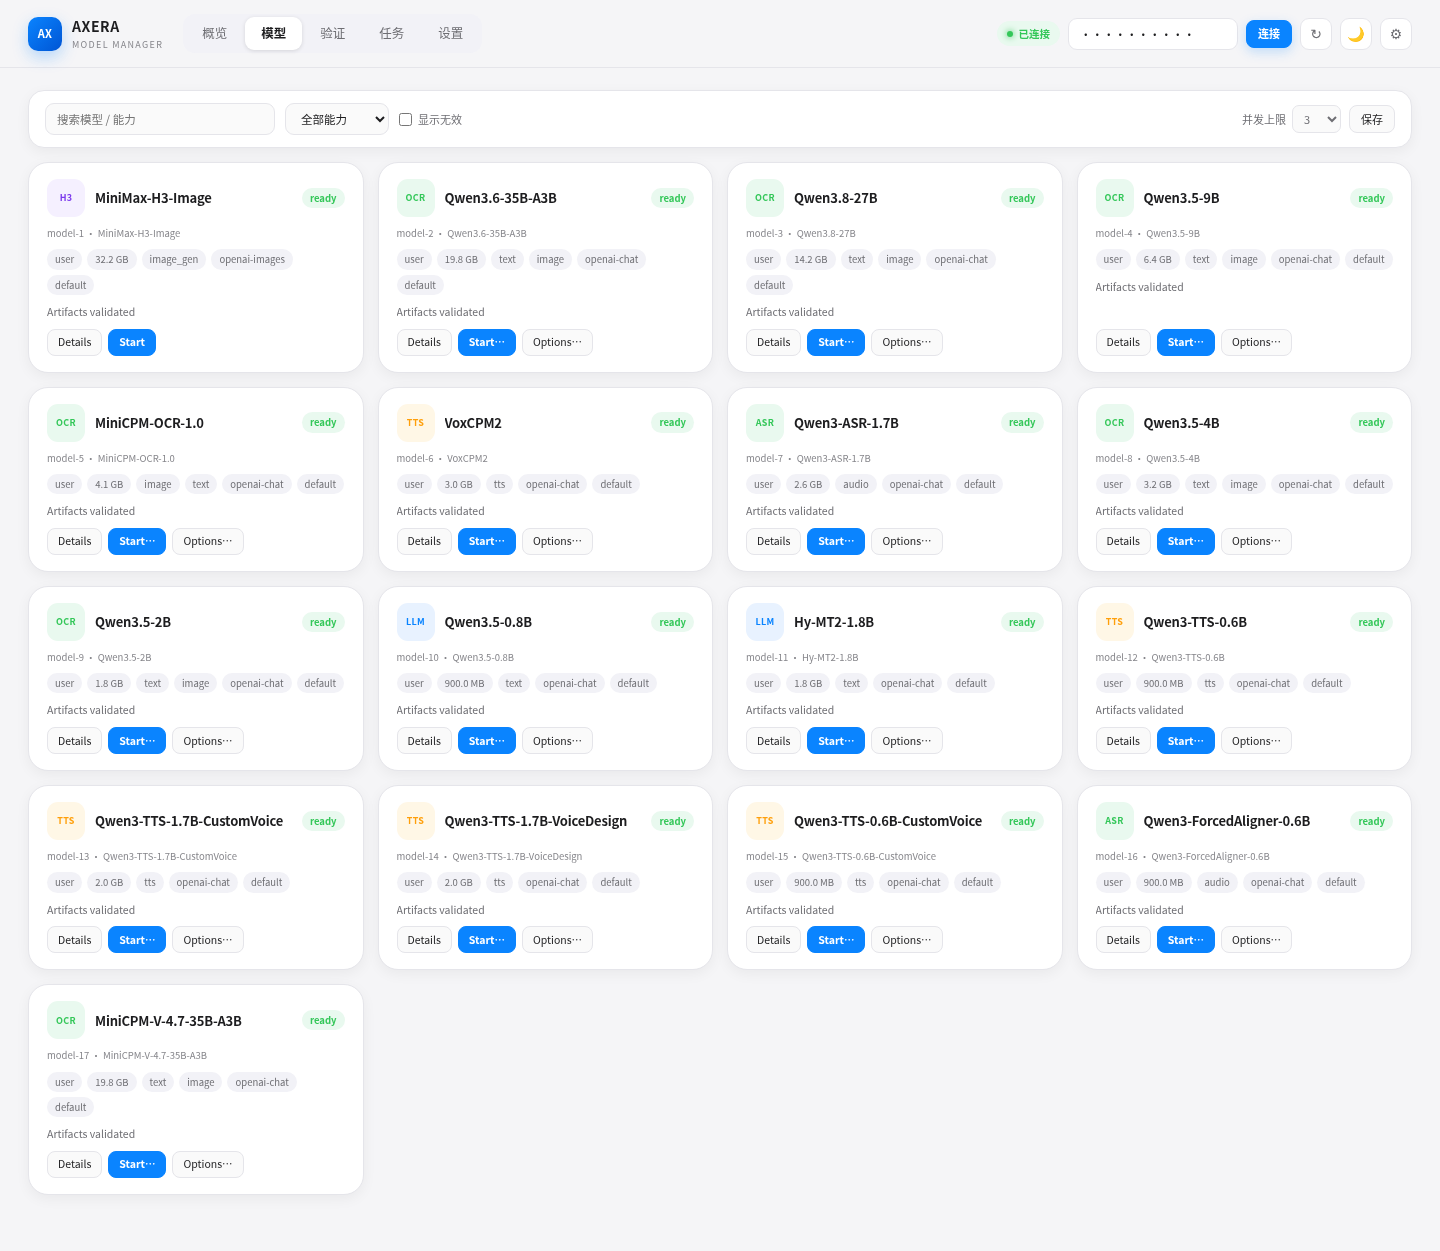 AX AXERA 概览 模型 验证 任务 设置 已连接 •••••••••• 连接 ↻ 🌙 ⚙
MODEL MANAGER
搜索模型 / 能力 全部能力 显示无效 并发上限 3 保存
H3 MiniMax-H3-Image ready
model-1 • MiniMax-H3-Image
user 32.2 GB image_gen openai-images
default
Artifacts validated
Details Start
OCR Qwen3.6-35B-A3B ready
model-2 • Qwen3.6-35B-A3B
user 19.8 GB text image openai-chat
default
Artifacts validated
Details Start… Options…
OCR Qwen3.8-27B ready
model-3 • Qwen3.8-27B
user 14.2 GB text image openai-chat
default
Artifacts validated
Details Start… Options…
OCR Qwen3.5-9B ready
model-4 • Qwen3.5-9B
user 6.4 GB text image openai-chat default
Artifacts validated
Details Start… Options…
OCR MiniCPM-OCR-1.0 ready
model-5 • MiniCPM-OCR-1.0
user 4.1 GB image text openai-chat default
Artifacts validated
Details Start… Options…
TTS VoxCPM2 ready
model-6 • VoxCPM2
user 3.0 GB tts openai-chat default
Artifacts validated
Details Start… Options…
ASR Qwen3-ASR-1.7B ready
model-7 • Qwen3-ASR-1.7B
user 2.6 GB audio openai-chat default
Artifacts validated
Details Start… Options…
OCR Qwen3.5-4B ready
model-8 • Qwen3.5-4B
user 3.2 GB text image openai-chat default
Artifacts validated
Details Start… Options…
OCR Qwen3.5-2B ready
model-9 • Qwen3.5-2B
user 1.8 GB text image openai-chat default
Artifacts validated
Details Start… Options…
LLM Qwen3.5-0.8B ready
model-10 • Qwen3.5-0.8B
user 900.0 MB text openai-chat default
Artifacts validated
Details Start… Options…
LLM Hy-MT2-1.8B ready
model-11 • Hy-MT2-1.8B
user 1.8 GB text openai-chat default
Artifacts validated
Details Start… Options…
TTS Qwen3-TTS-0.6B ready
model-12 • Qwen3-TTS-0.6B
user 900.0 MB tts openai-chat default
Artifacts validated
Details Start… Options…
TTS Qwen3-TTS-1.7B-CustomVoice ready
model-13 • Qwen3-TTS-1.7B-CustomVoice
user 2.0 GB tts openai-chat default
Artifacts validated
Details Start… Options…
TTS Qwen3-TTS-1.7B-VoiceDesign ready
model-14 • Qwen3-TTS-1.7B-VoiceDesign
user 2.0 GB tts openai-chat default
Artifacts validated
Details Start… Options…
TTS Qwen3-TTS-0.6B-CustomVoice ready
model-15 • Qwen3-TTS-0.6B-CustomVoice
user 900.0 MB tts openai-chat default
Artifacts validated
Details Start… Options…
ASR Qwen3-ForcedAligner-0.6B ready
model-16 • Qwen3-ForcedAligner-0.6B
user 900.0 MB audio openai-chat default
Artifacts validated
Details Start… Options…
OCR MiniCPM-V-4.7-35B-A3B ready
model-17 • MiniCPM-V-4.7-35B-A3B
user 19.8 GB text image openai-chat
default
Artifacts validated
Details Start… Options…